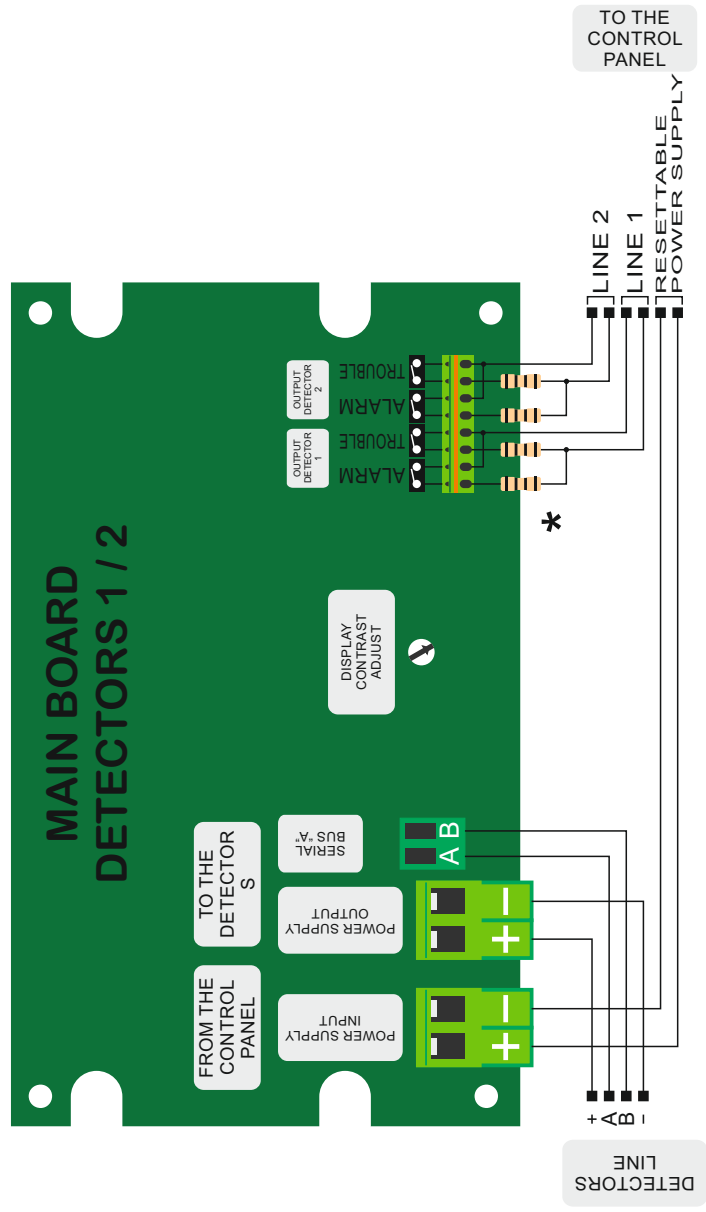 TO THE
CONTROL
PANEL
RESETTABLE
POWER SUPPLY
LINE 1
LINE 2
OUTPUT
DETECTOR
2
OUTPUT
DETECTOR
1
TROUBLE
ALARM
TROUBLE
ALARM
*
MAIN BOARD
DETECTORS 1 / 2
DISPLAY
CONTRAST
ADJUST
TO THE
DETECTOR
S
SERIAL
BUS "A"
A B
POWER SUPPLY
OUTPUT
+ -
FROM THE
CONTROL
PANEL
POWER SUPPLY
INPUT
+ -
+
A
B
-
DETECTORS
LINE